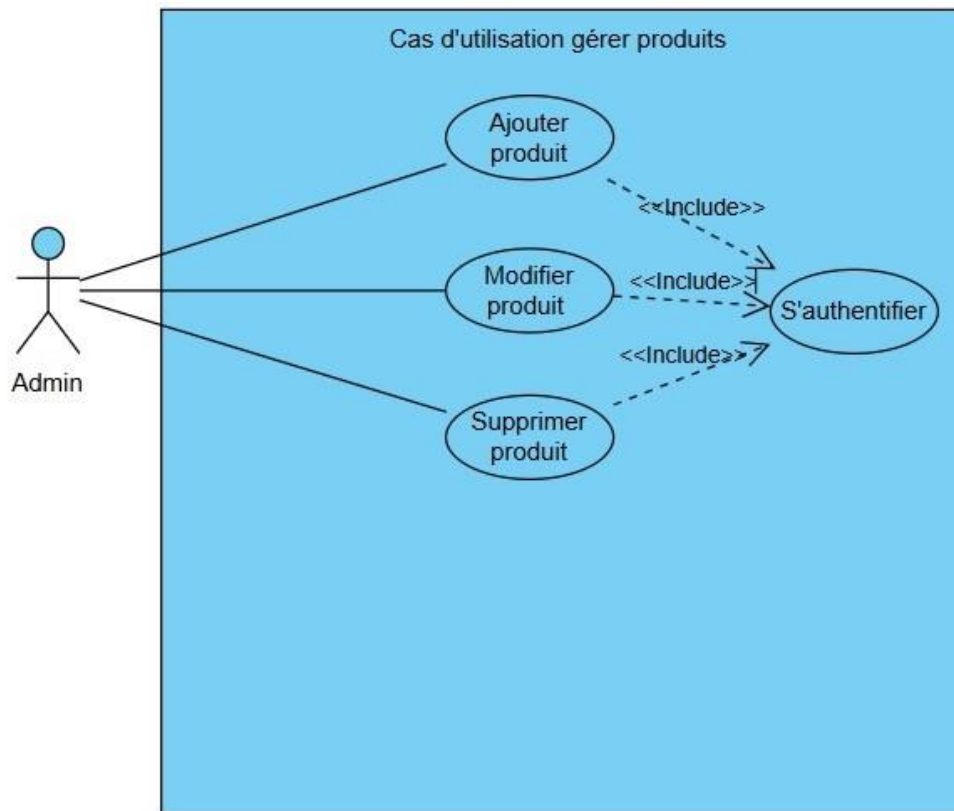 Cas d'utilisation gérer produits
Ajouter
produit
<<Include>>
Modifier
produit
<<Include>>
S'authentifier
<<Include>>
Admin
Supprimer
produit